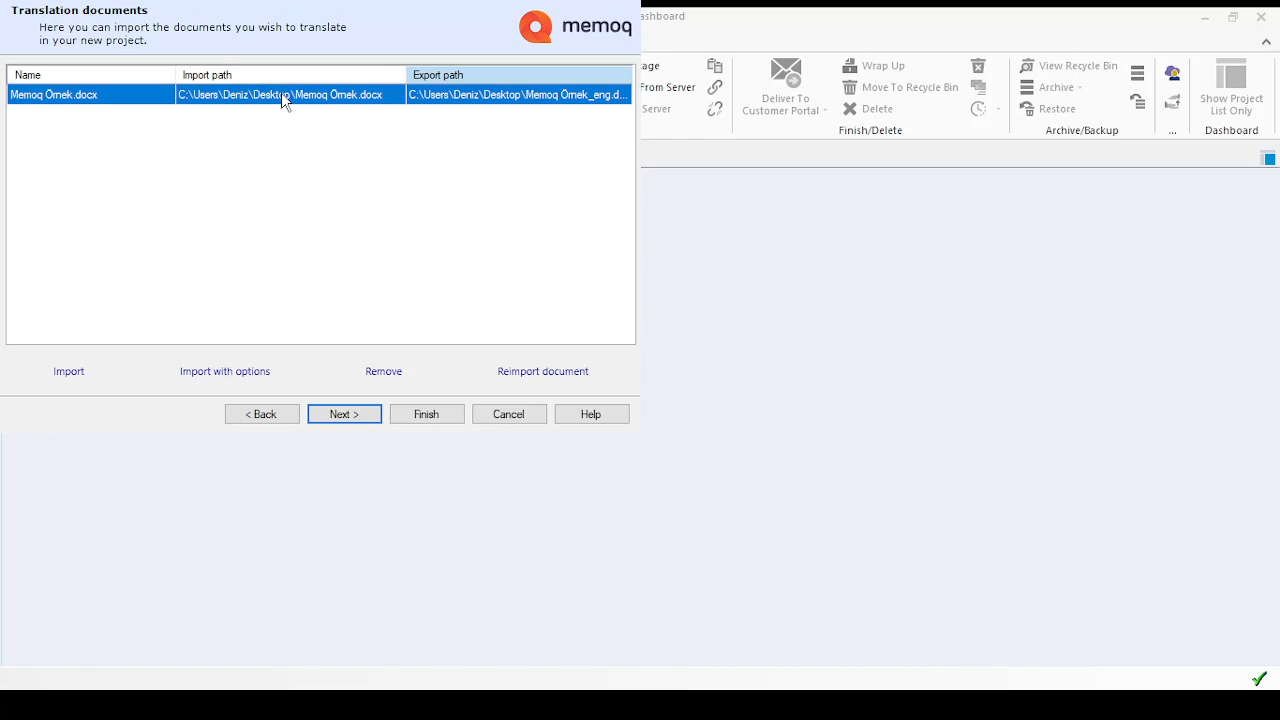 Translation documents
Here you can import the documents you wish to translate
in your new project.
memoq
Name Import path Export path
Memoq Örnek.docx C:\Users\Deniz\Desktop\Memoq Örnek.docx C:\Users\Deniz\Desktop\Memoq Örnek_eng.d...
Import Import with options Remove Reimport document
< Back Next > Finish Cancel Help
ashboard
age
From Server
Server
Deliver To
Customer Portal
Wrap Up
Move To Recycle Bin
Delete
Finish/Delete
View Recycle Bin
Archive
Restore
Archive/Backup
...
Show Project
List Only
Dashboard